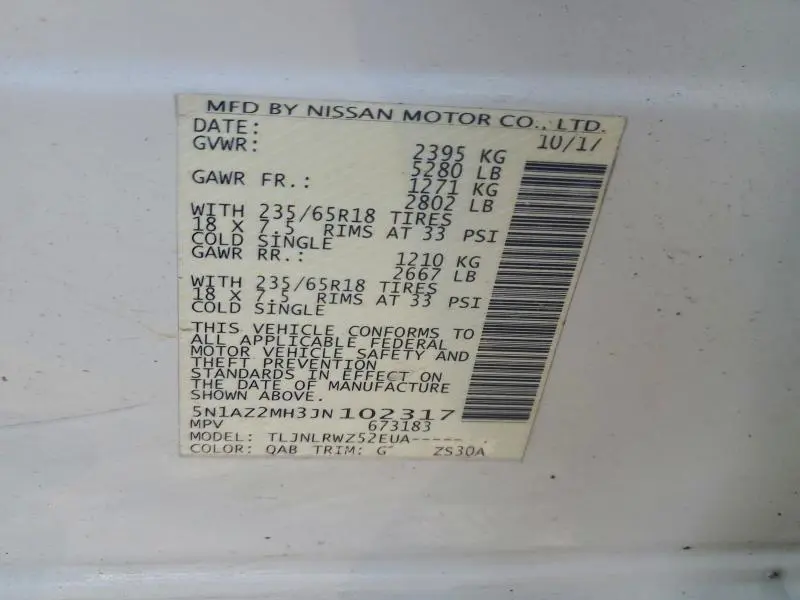 MFD BY NISSAN MOTOR CO., LTD.
DATE: 10/17
GVWR: 2395 KG
5280 LB
GAWR FR.: 1271 KG
2802 LB
WITH 235/65R18 TIRES
18 X 7.5 RIMS AT 33 PSI
COLD SINGLE
GAWR RR.: 1210 KG
2667 LB
WITH 235/65R18 TIRES
18 X 7.5 RIMS AT 33 PSI
COLD SINGLE
THIS VEHICLE CONFORMS TO
ALL APPLICABLE FEDERAL
MOTOR VEHICLE SAFETY AND
THEFT PREVENTION
STANDARDS IN EFFECT ON
THE DATE OF MANUFACTURE
SHOWN ABOVE.
5N1AZ2MH3JN102317
MPV 673183
MODEL: TLJNLRWZ52EUA-----
COLOR: QAB TRIM: G ZS30A